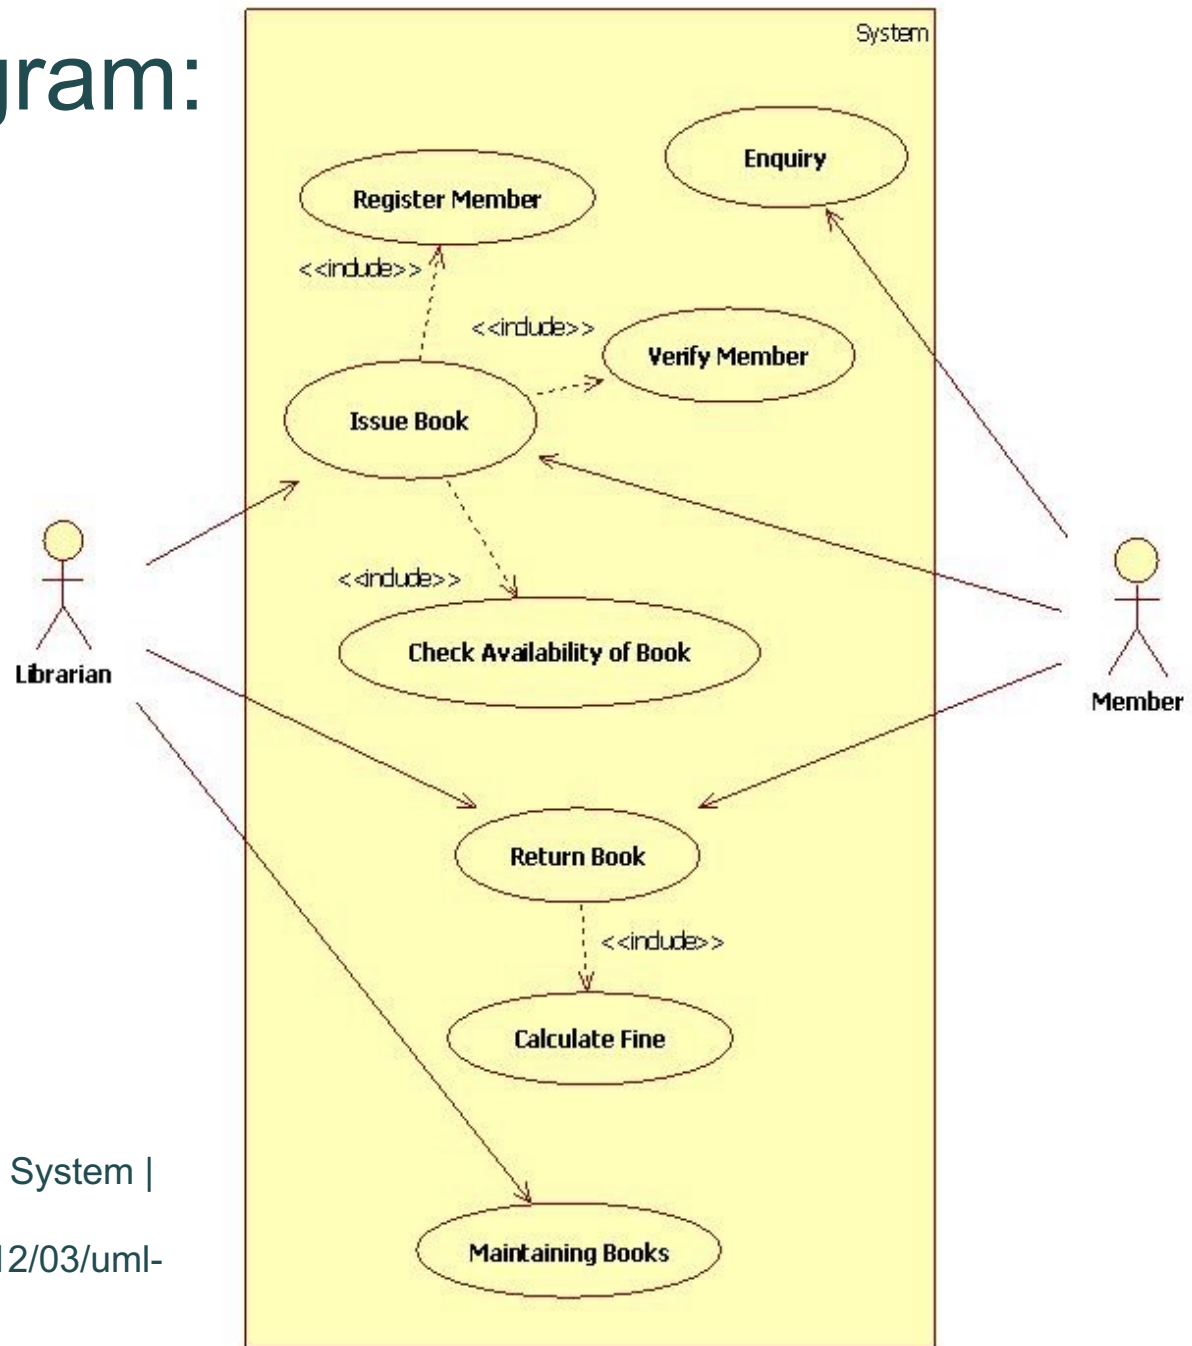 gram:
System
Enquiry
Register Member
<<include>>
<<include>>
Verify Member
Issue Book
<<include>>
Check Availability of Book
Librarian
Member
Return Book
<<include>>
Calculate Fine
System |
12/03/uml-
Maintaining Books